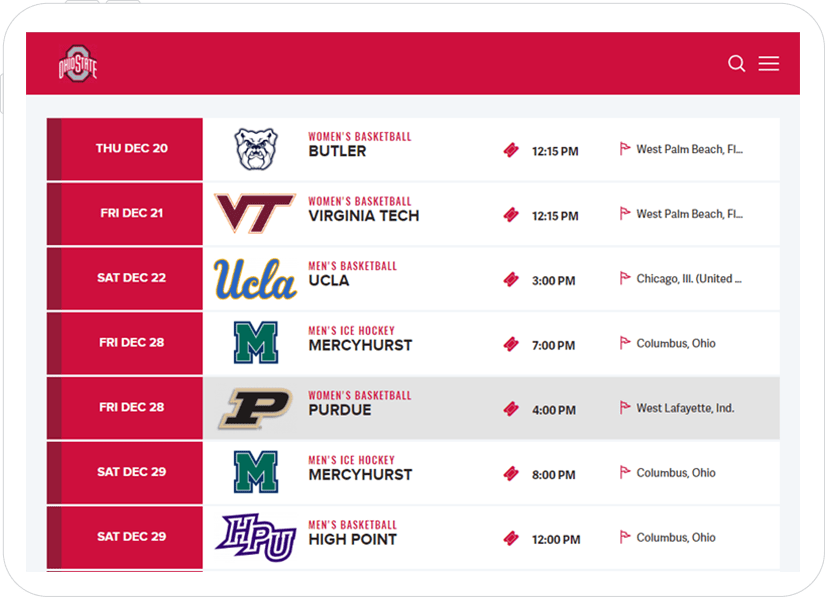 OHIO STATE
THU DEC 20
WOMEN'S BASKETBALL
BUTLER
12:15 PM
West Palm Beach, Fl...
FRI DEC 21
VT
WOMEN'S BASKETBALL
VIRGINIA TECH
12:15 PM
West Palm Beach, Fl...
SAT DEC 22
Ucla
MEN'S BASKETBALL
UCLA
3:00 PM
Chicago, Ill. (United ...
FRI DEC 28
M
MEN'S ICE HOCKEY
MERCYHURST
7:00 PM
Columbus, Ohio
FRI DEC 28
P
WOMEN'S BASKETBALL
PURDUE
4:00 PM
West Lafayette, Ind.
SAT DEC 29
M
MEN'S ICE HOCKEY
MERCYHURST
8:00 PM
Columbus, Ohio
SAT DEC 29
HPU
MEN'S BASKETBALL
HIGH POINT
12:00 PM
Columbus, Ohio